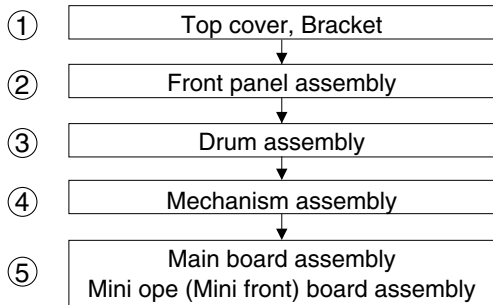 ① Top cover, Bracket
② Front panel assembly
③ Drum assembly
④ Mechanism assembly
⑤ Main board assembly
Mini ope (Mini front) board assembly